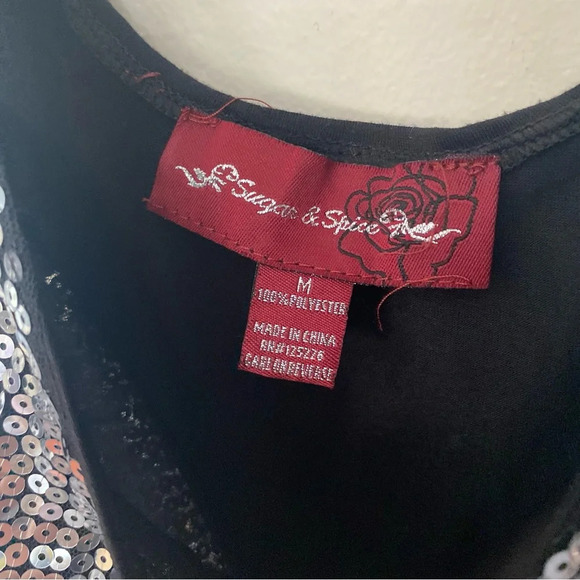 Sugar & Spice
M
100% POLYESTER
MADE IN CHINA
RN#125226
CARE ON REVERSE